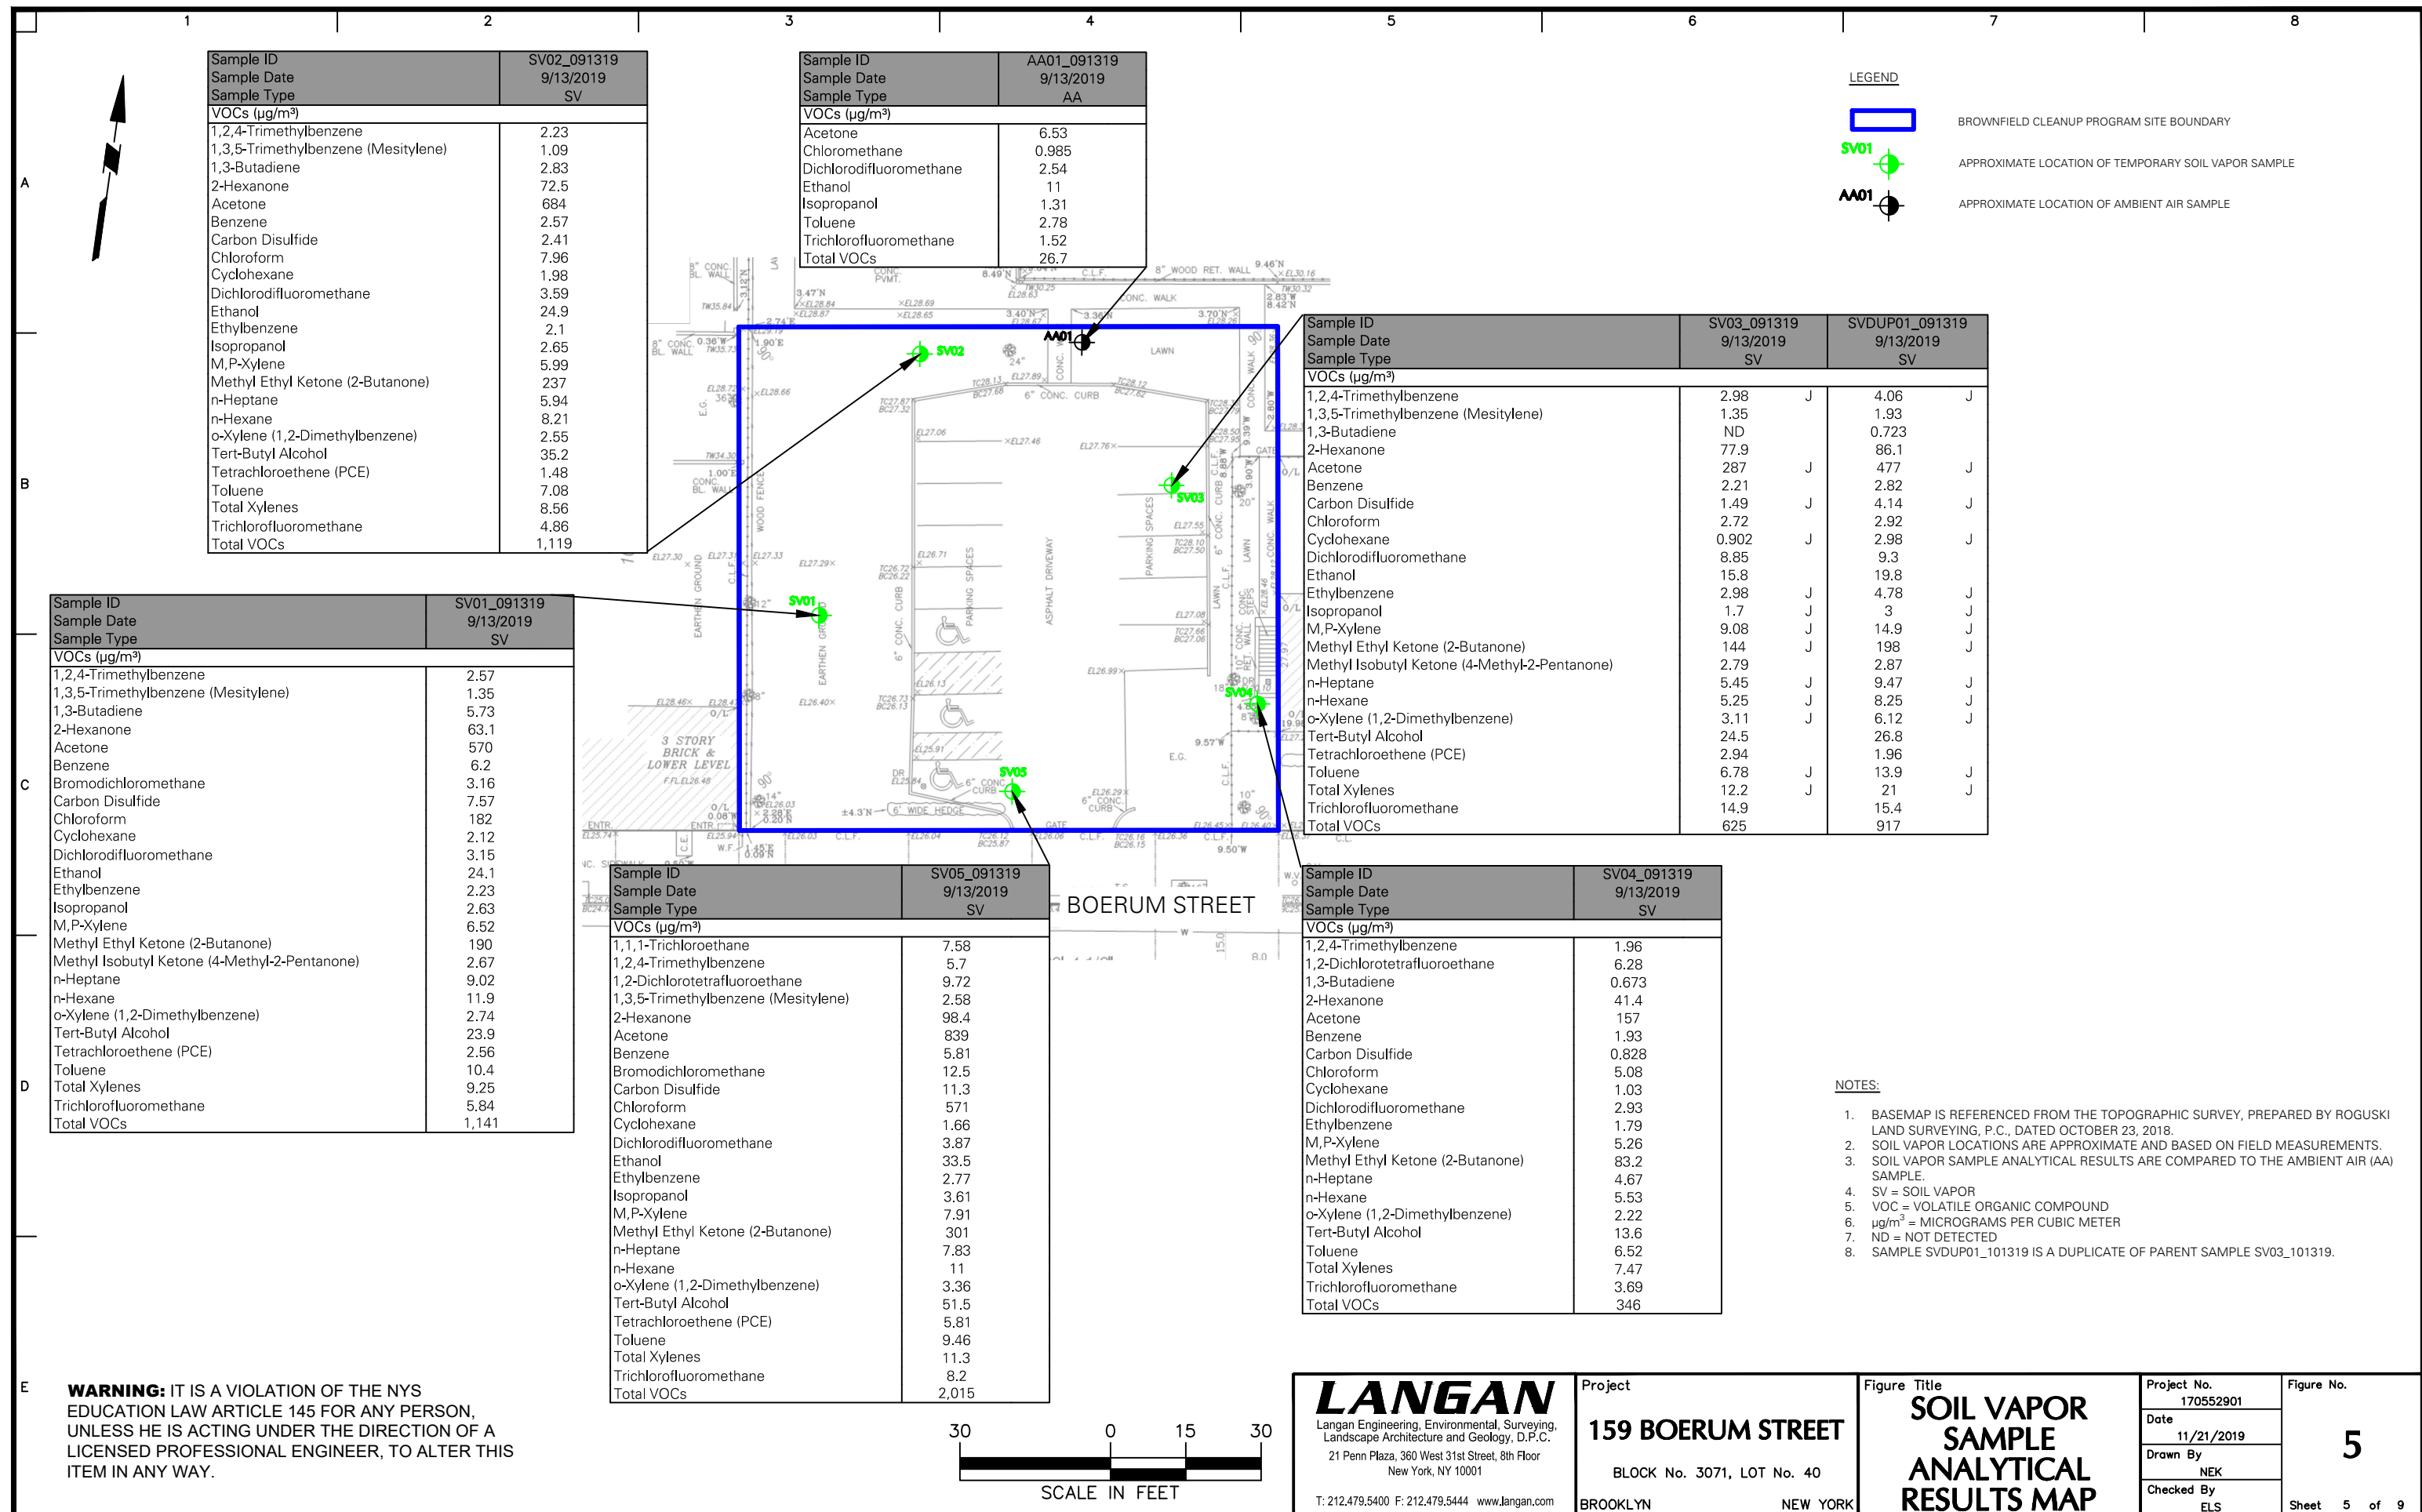 1 2 3 4 5 6 7 8
A
B
C
D
E
Sample ID SV02_091319
Sample Date 9/13/2019
Sample Type SV
VOCs (µg/m³)
1,2,4-Trimethylbenzene 2.23
1,3,5-Trimethylbenzene (Mesitylene) 1.09
1,3-Butadiene 2.83
2-Hexanone 72.5
Acetone 684
Benzene 2.57
Carbon Disulfide 2.41
Chloroform 7.96
Cyclohexane 1.98
Dichlorodifluoromethane 3.59
Ethanol 24.9
Ethylbenzene 2.1
Isopropanol 2.65
M,P-Xylene 5.99
Methyl Ethyl Ketone (2-Butanone) 237
n-Heptane 5.94
n-Hexane 8.21
o-Xylene (1,2-Dimethylbenzene) 2.55
Tert-Butyl Alcohol 35.2
Tetrachloroethene (PCE) 1.48
Toluene 7.08
Total Xylenes 8.56
Trichlorofluoromethane 4.86
Total VOCs 1,119
Sample ID AA01_091319
Sample Date 9/13/2019
Sample Type AA
VOCs (µg/m³)
Acetone 6.53
Chloromethane 0.985
Dichlorodifluoromethane 2.54
Ethanol 11
Isopropanol 1.31
Toluene 2.78
Trichlorofluoromethane 1.52
Total VOCs 26.7
LEGEND
BROWNFIELD CLEANUP PROGRAM SITE BOUNDARY
SV01 APPROXIMATE LOCATION OF TEMPORARY SOIL VAPOR SAMPLE
AA01 APPROXIMATE LOCATION OF AMBIENT AIR SAMPLE
Sample ID SV03_091319 SVDUP01_091319
Sample Date 9/13/2019 9/13/2019
Sample Type SV SV
VOCs (µg/m³)
1,2,4-Trimethylbenzene 2.98 J 4.06 J
1,3,5-Trimethylbenzene (Mesitylene) 1.35 1.93
1,3-Butadiene ND 0.723
2-Hexanone 77.9 86.1
Acetone 287 J 477 J
Benzene 2.21 2.82
Carbon Disulfide 1.49 J 4.14 J
Chloroform 2.72 2.92
Cyclohexane 0.902 J 2.98 J
Dichlorodifluoromethane 8.85 9.3
Ethanol 15.8 19.8
Ethylbenzene 2.98 J 4.78 J
Isopropanol 1.7 J 3 J
M,P-Xylene 9.08 J 14.9 J
Methyl Ethyl Ketone (2-Butanone) 144 J 198 J
Methyl Isobutyl Ketone (4-Methyl-2-Pentanone) 2.79 2.87
n-Heptane 5.45 J 9.47 J
n-Hexane 5.25 J 8.25 J
o-Xylene (1,2-Dimethylbenzene) 3.11 J 6.12 J
Tert-Butyl Alcohol 24.5 26.8
Tetrachloroethene (PCE) 2.94 1.96
Toluene 6.78 J 13.9 J
Total Xylenes 12.2 J 21 J
Trichlorofluoromethane 14.9 15.4
Total VOCs 625 917
Sample ID SV01_091319
Sample Date 9/13/2019
Sample Type SV
VOCs (µg/m³)
1,2,4-Trimethylbenzene 2.57
1,3,5-Trimethylbenzene (Mesitylene) 1.35
1,3-Butadiene 5.73
2-Hexanone 63.1
Acetone 570
Benzene 6.2
Bromodichloromethane 3.16
Carbon Disulfide 7.57
Chloroform 182
Cyclohexane 2.12
Dichlorodifluoromethane 3.15
Ethanol 24.1
Ethylbenzene 2.23
Isopropanol 2.63
M,P-Xylene 6.52
Methyl Ethyl Ketone (2-Butanone) 190
Methyl Isobutyl Ketone (4-Methyl-2-Pentanone) 2.67
n-Heptane 9.02
n-Hexane 11.9
o-Xylene (1,2-Dimethylbenzene) 2.74
Tert-Butyl Alcohol 23.9
Tetrachloroethene (PCE) 2.56
Toluene 10.4
Total Xylenes 9.25
Trichlorofluoromethane 5.84
Total VOCs 1,141
Sample ID SV05_091319
Sample Date 9/13/2019
Sample Type SV
VOCs (µg/m³)
1,1,1-Trichloroethane 7.58
1,2,4-Trimethylbenzene 5.7
1,2-Dichlorotetrafluoroethane 9.72
1,3,5-Trimethylbenzene (Mesitylene) 2.58
2-Hexanone 98.4
Acetone 839
Benzene 5.81
Bromodichloromethane 12.5
Carbon Disulfide 11.3
Chloroform 571
Cyclohexane 1.66
Dichlorodifluoromethane 3.87
Ethanol 33.5
Ethylbenzene 2.77
Isopropanol 3.61
M,P-Xylene 7.91
Methyl Ethyl Ketone (2-Butanone) 301
n-Heptane 7.83
n-Hexane 11
o-Xylene (1,2-Dimethylbenzene) 3.36
Tert-Butyl Alcohol 51.5
Tetrachloroethene (PCE) 5.81
Toluene 9.46
Total Xylenes 11.3
Trichlorofluoromethane 8.2
Total VOCs 2,015
Sample ID SV04_091319
Sample Date 9/13/2019
Sample Type SV
VOCs (µg/m³)
1,2,4-Trimethylbenzene 1.96
1,2-Dichlorotetrafluoroethane 6.28
1,3-Butadiene 0.673
2-Hexanone 41.4
Acetone 157
Benzene 1.93
Carbon Disulfide 0.828
Chloroform 5.08
Cyclohexane 1.03
Dichlorodifluoromethane 2.93
Ethylbenzene 1.79
M,P-Xylene 5.26
Methyl Ethyl Ketone (2-Butanone) 83.2
n-Heptane 4.67
n-Hexane 5.53
o-Xylene (1,2-Dimethylbenzene) 2.22
Tert-Butyl Alcohol 13.6
Toluene 6.52
Total Xylenes 7.47
Trichlorofluoromethane 3.69
Total VOCs 346
AA01
SV02
SV03
SV01
SV04
SV05
CONC. PVMT.
8" WOOD RET. WALL
CONC. WALK
LAWN
6" CONC. CURB
WOOD FENCE
EARTHEN GROUND
PARKING SPACES
ASPHALT DRIVEWAY
PARKING SPACES
3 STORY
BRICK &
LOWER LEVEL
F.FL.EL26.48
6' WIDE HEDGE
GATE
E.G.
BOERUM STREET
NOTES:
1. BASEMAP IS REFERENCED FROM THE TOPOGRAPHIC SURVEY, PREPARED BY ROGUSKI
LAND SURVEYING, P.C., DATED OCTOBER 23, 2018.
2. SOIL VAPOR LOCATIONS ARE APPROXIMATE AND BASED ON FIELD MEASUREMENTS.
3. SOIL VAPOR SAMPLE ANALYTICAL RESULTS ARE COMPARED TO THE AMBIENT AIR (AA)
SAMPLE.
4. SV = SOIL VAPOR
5. VOC = VOLATILE ORGANIC COMPOUND
6. µg/m³ = MICROGRAMS PER CUBIC METER
7. ND = NOT DETECTED
8. SAMPLE SVDUP01_101319 IS A DUPLICATE OF PARENT SAMPLE SV03_101319.
WARNING: IT IS A VIOLATION OF THE NYS
EDUCATION LAW ARTICLE 145 FOR ANY PERSON,
UNLESS HE IS ACTING UNDER THE DIRECTION OF A
LICENSED PROFESSIONAL ENGINEER, TO ALTER THIS
ITEM IN ANY WAY.
30 0 15 30
SCALE IN FEET
LANGAN
Langan Engineering, Environmental, Surveying,
Landscape Architecture and Geology, D.P.C.
21 Penn Plaza, 360 West 31st Street, 8th Floor
New York, NY 10001
T: 212.479.5400 F: 212.479.5444 www.langan.com
Project
159 BOERUM STREET
BLOCK No. 3071, LOT No. 40
BROOKLYN NEW YORK
Figure Title
SOIL VAPOR
SAMPLE
ANALYTICAL
RESULTS MAP
Project No.
170552901
Date
11/21/2019
Drawn By
NEK
Checked By
ELS
Figure No.
5
Sheet 5 of 9